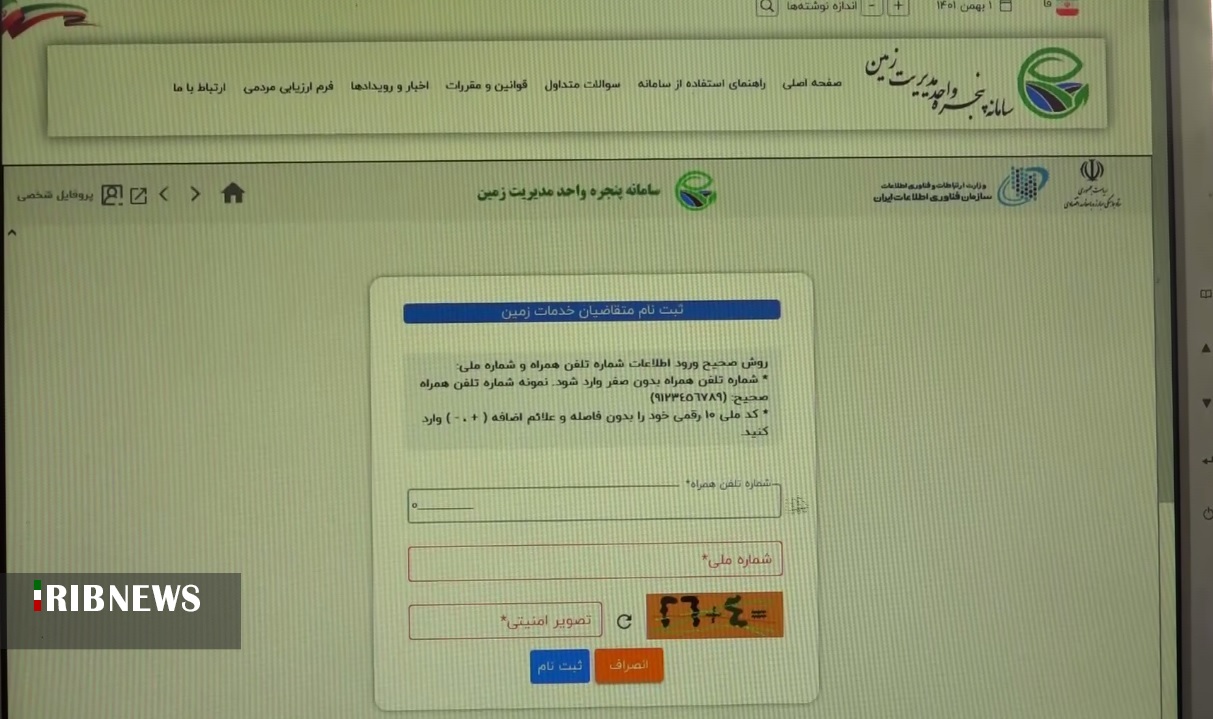 فا
۱ بهمن ۱۴۰۱
+ - اندازه نوشته‌ها
سامانه پنجره واحد مدیریت زمین
صفحه اصلی راهنمای استفاده از سامانه سوالات متداول قوانین و مقررات اخبار و رویدادها فرم ارزیابی مردمی ارتباط با ما
وزارت ارتباطات و فناوری اطلاعات
سازمان فناوری اطلاعات ایران
سامانه پنجره واحد مدیریت زمین
پروفایل شخصی
ثبت نام متقاضیان خدمات زمین
روش صحیح ورود اطلاعات شماره تلفن همراه و شماره ملی:
* شماره تلفن همراه بدون صفر وارد شود. نمونه شماره تلفن همراه
صحیح: (۹۱۲۳٤٥٦۷۸۹)
* کد ملی ۱۰ رقمی خود را بدون فاصله و علائم اضافه ( + ، - ) وارد
کنید.
شماره تلفن همراه*
شماره ملی*
تصویر امنیتی*
انصراف
ثبت نام
IRIBNEWS